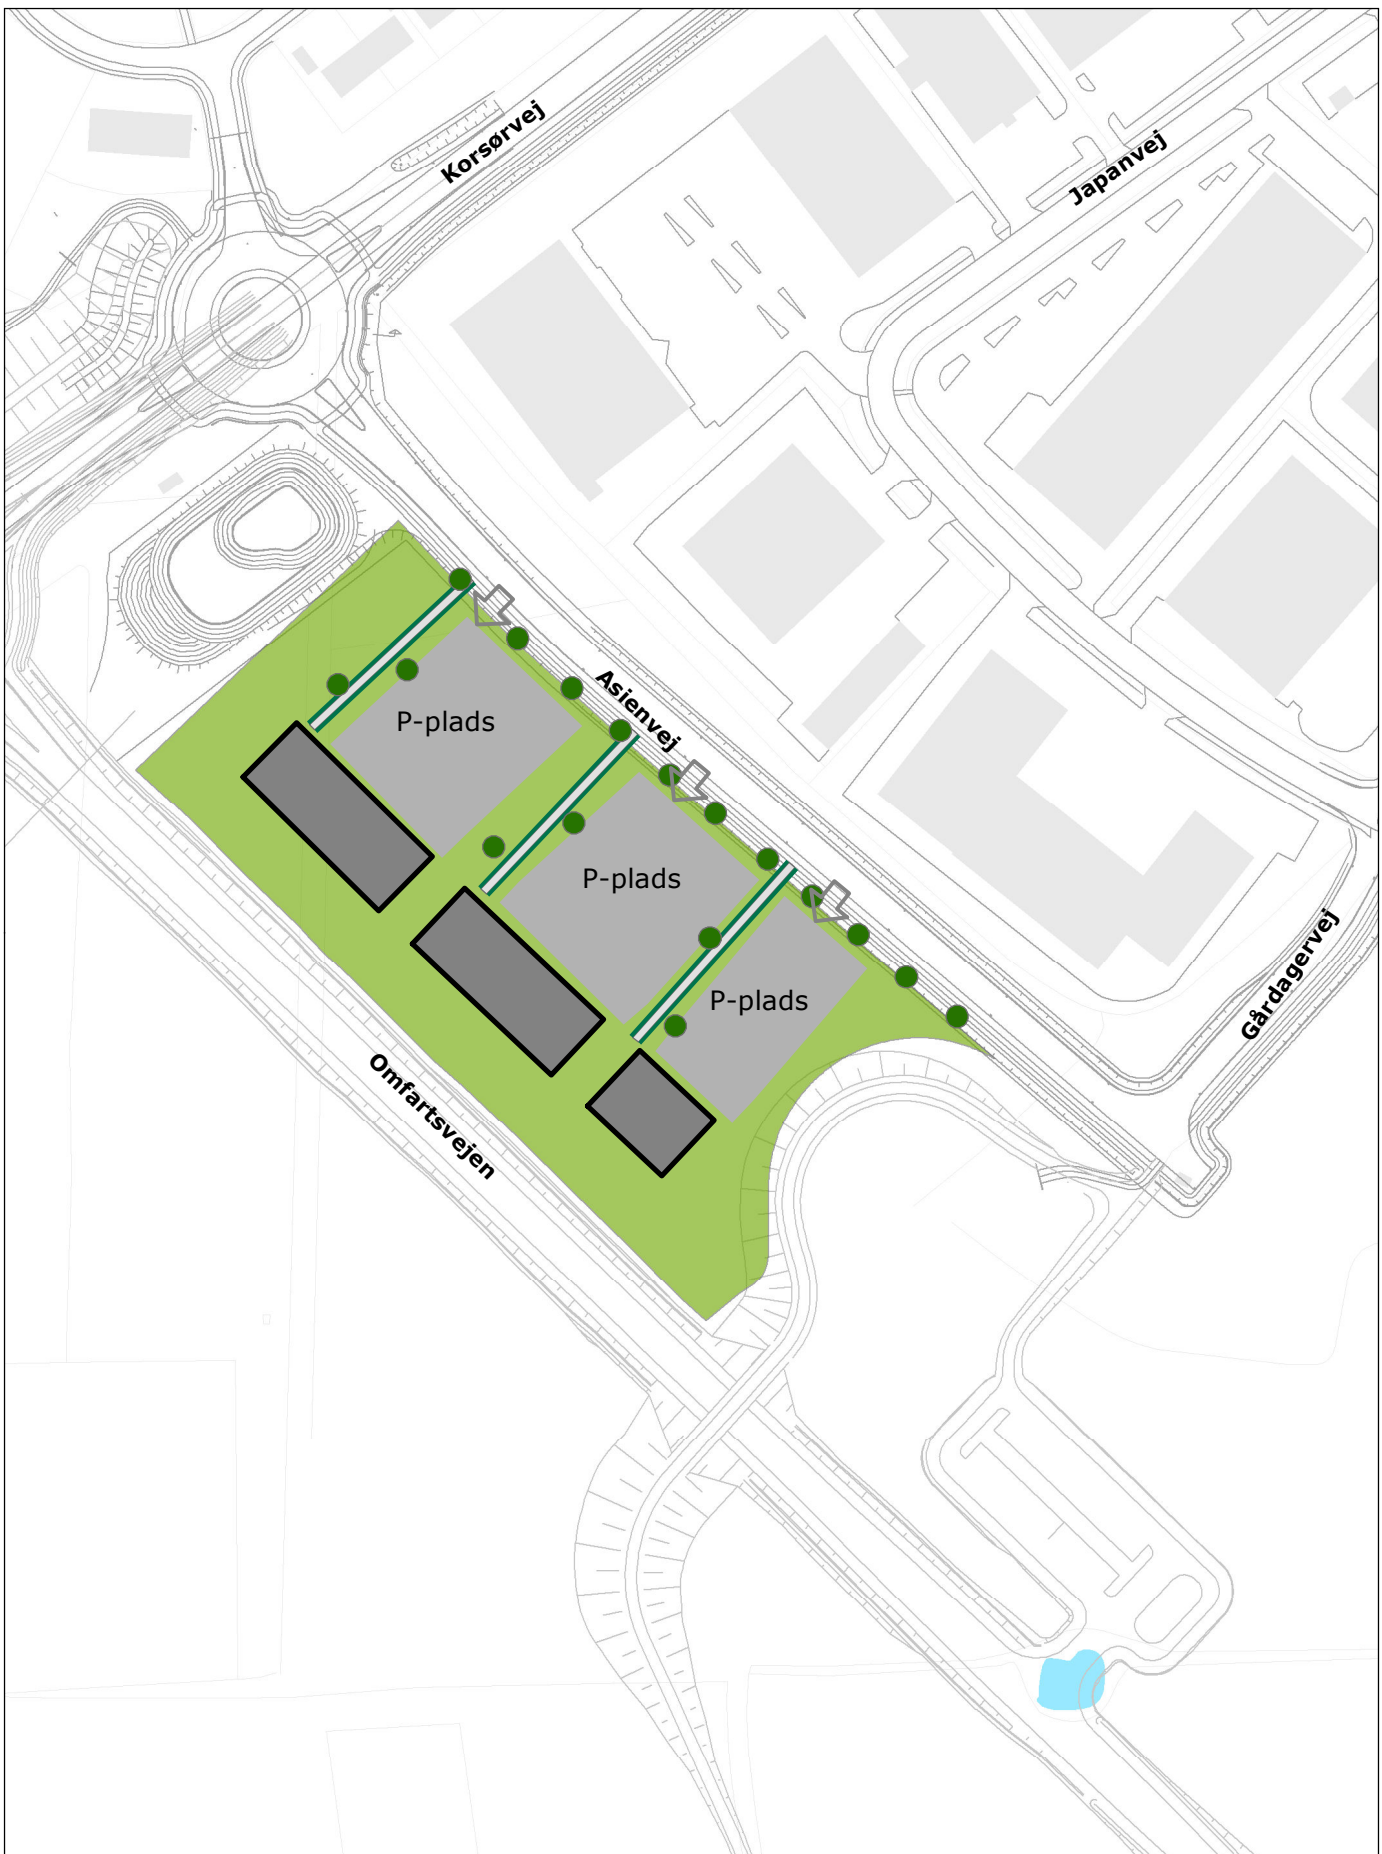 Korsørvej
Japanvej
Asienvej
P-plads
P-plads
Gårdagervej
P-plads
Omfartsvejen